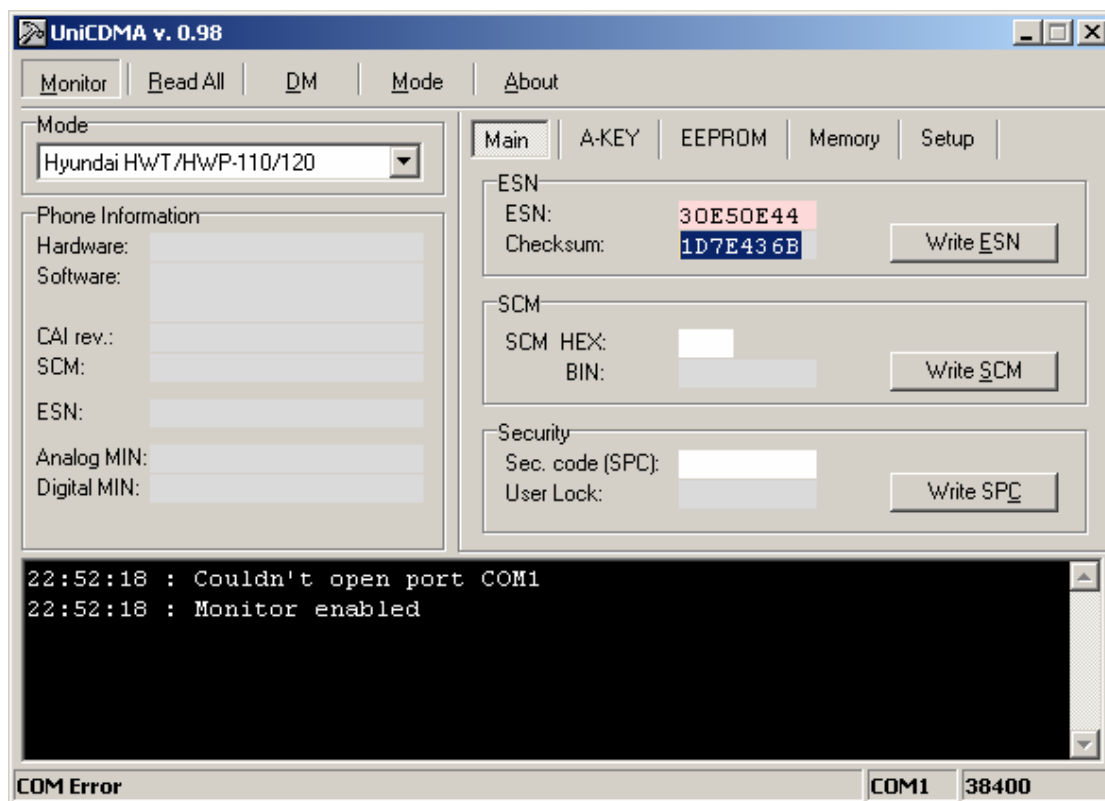 UniCDMA v. 0.98
Monitor Read All DM Mode About
Mode
Hyundai HWT/HWP-110/120
Phone Information
Hardware:
Software:
CAI rev.:
SCM:
ESN:
Analog MIN:
Digital MIN:
Main A-KEY EEPROM Memory Setup
ESN
ESN: 30E50E44
Checksum: 1D7E436B
Write ESN
SCM
SCM HEX:
BIN:
Write SCM
Security
Sec. code (SPC):
User Lock:
Write SPC
22:52:18 : Couldn't open port COM1
22:52:18 : Monitor enabled
COM Error COM1 38400